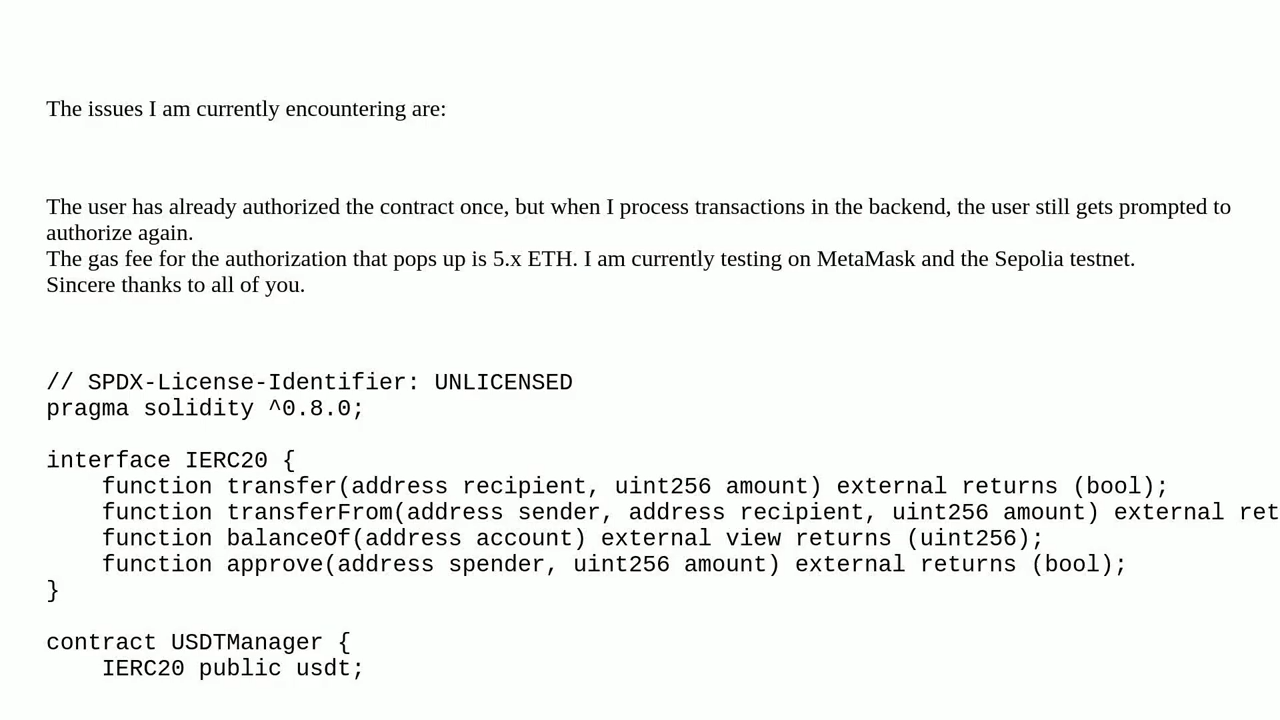 The issues I am currently encountering are:
The user has already authorized the contract once, but when I process transactions in the backend, the user still gets prompted to
authorize again.
The gas fee for the authorization that pops up is 5.x ETH. I am currently testing on MetaMask and the Sepolia testnet.
Sincere thanks to all of you.
// SPDX-License-Identifier: UNLICENSED
pragma solidity ^0.8.0;
interface IERC20 {
    function transfer(address recipient, uint256 amount) external returns (bool);
    function transferFrom(address sender, address recipient, uint256 amount) external ret
    function balanceOf(address account) external view returns (uint256);
    function approve(address spender, uint256 amount) external returns (bool);
}
contract USDTManager {
    IERC20 public usdt;